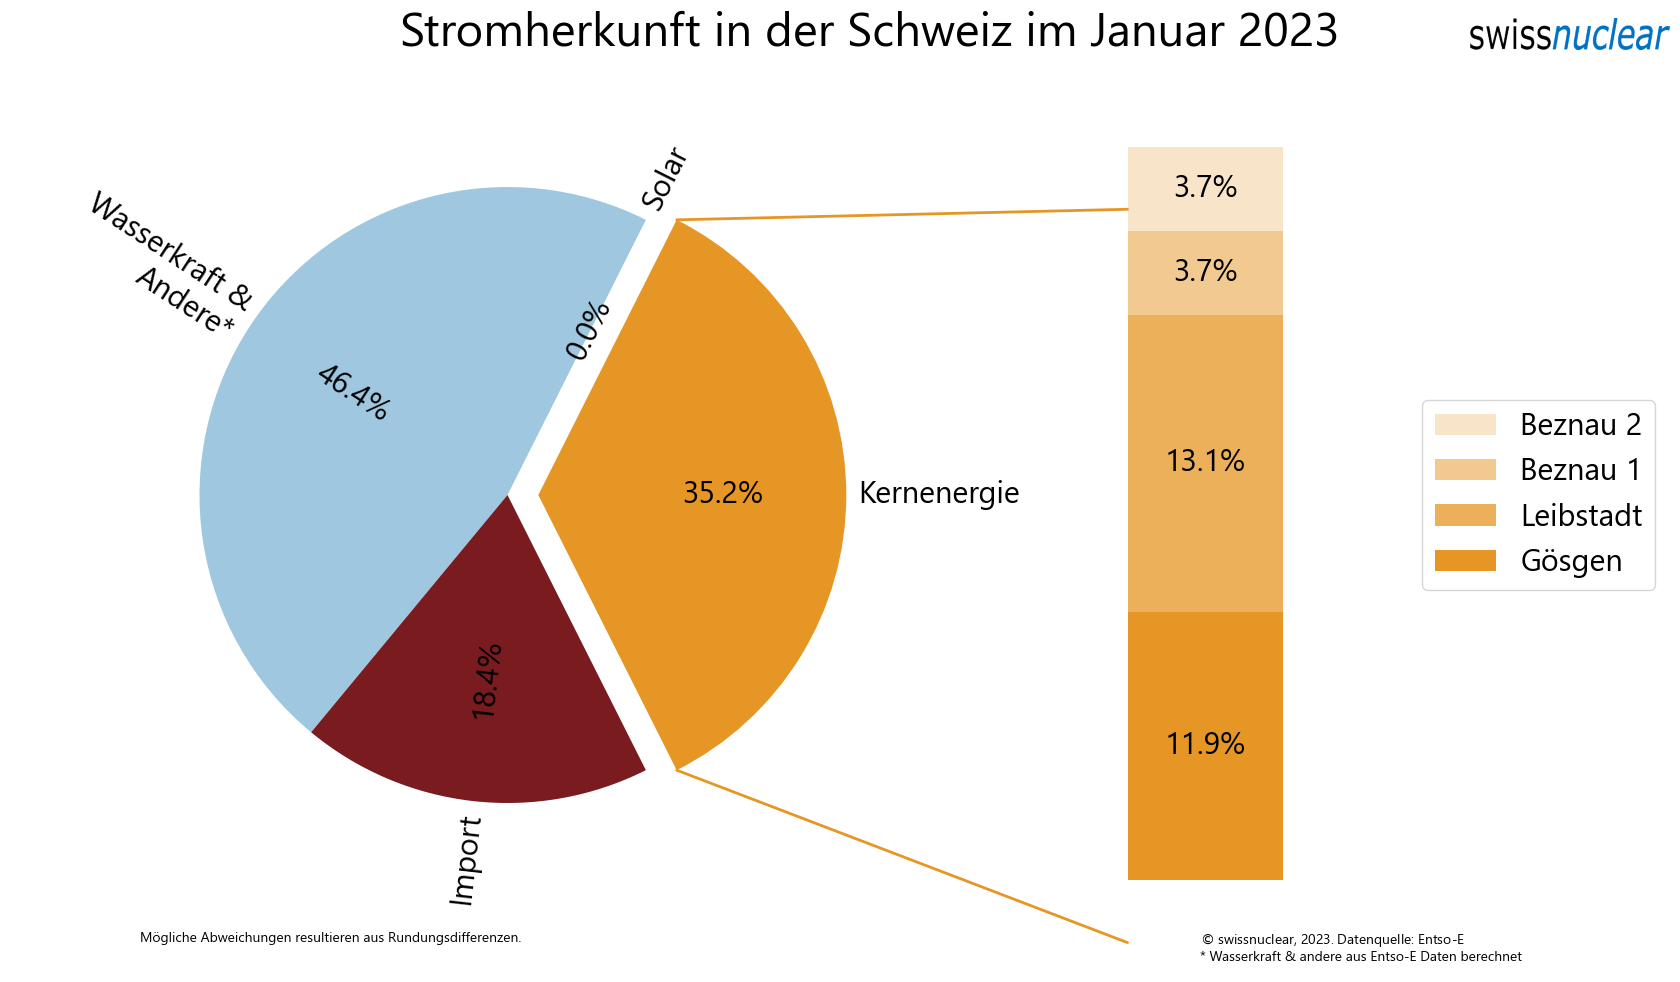 Stromherkunft in der Schweiz im Januar 2023
swissnuclear
Solar
Wasserkraft &
Andere*
46.4%
0.0%
35.2%
Kernenergie
18.4%
Import
3.7%
3.7%
13.1%
11.9%
Beznau 2
Beznau 1
Leibstadt
Gösgen
Mögliche Abweichungen resultieren aus Rundungsdifferenzen.
© swissnuclear, 2023. Datenquelle: Entso-E
* Wasserkraft & andere aus Entso-E Daten berechnet